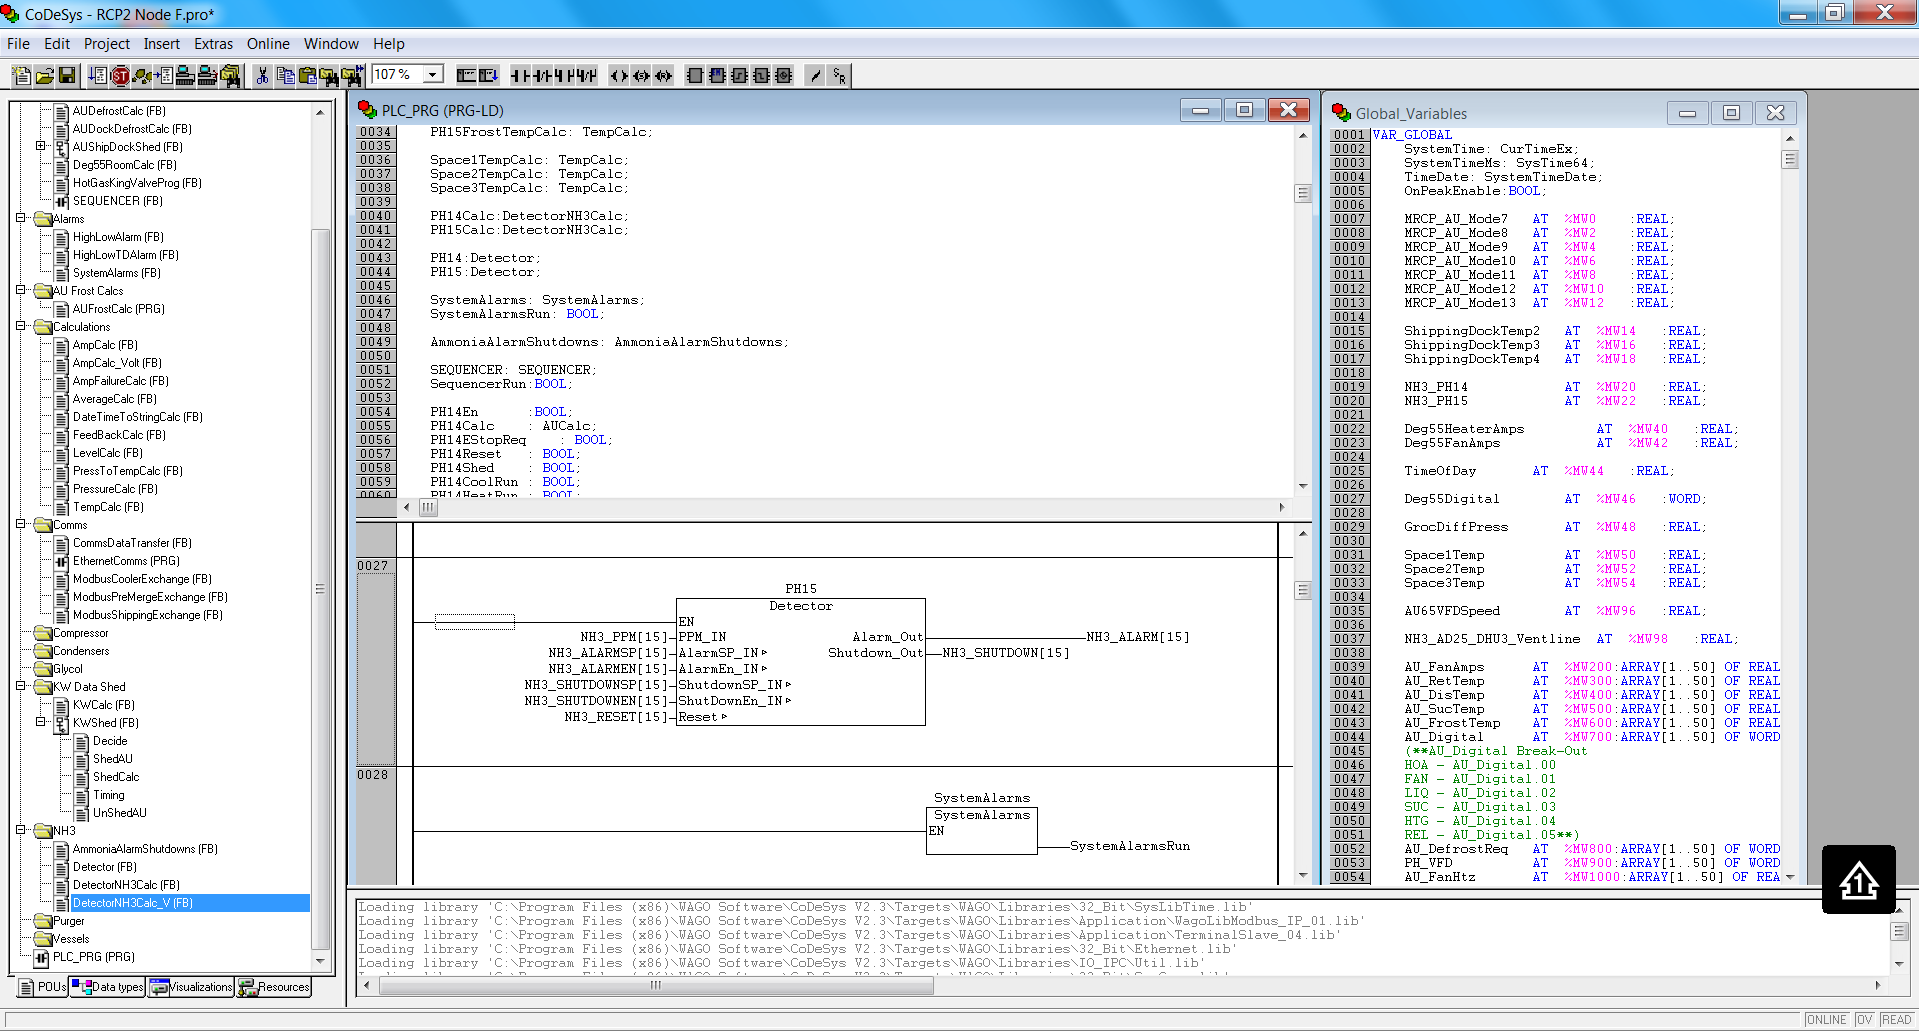 CoDeSys - RCP2 Node F.pro*
File Edit Project Insert Extras Online Window Help
107 %
AUDefrostCalc (FB)
AUDockDefrostCalc (FB)
AUShipDockShed (FB)
Deg55RoomCalc (FB)
HotGasKingValveProg (FB)
SEQUENCER (FB)
Alarms
HighLowAlarm (FB)
HighLowTDAlarm (FB)
SystemAlarms (FB)
AU Frost Calcs
AUFrostCalc (PRG)
Calculations
AmpCalc (FB)
AmpCalc_Volt (FB)
AmpFailureCalc (FB)
AverageCalc (FB)
DateTimeToStringCalc (FB)
FeedBackCalc (FB)
LevelCalc (FB)
PressToTempCalc (FB)
PressureCalc (FB)
TempCalc (FB)
Comms
CommsDataTransfer (FB)
EthernetComms (PRG)
ModbusCoolerExchange (FB)
ModbusPreMergeExchange (FB)
ModbusShippingExchange (FB)
Compressor
Condensers
Glycol
KW Data Shed
KWCalc (FB)
KWShed (FB)
Decide
ShedAU
ShedCalc
Timing
UnShedAU
NH3
AmmoniaAlarmShutdowns (FB)
Detector (FB)
DetectorNH3Calc (FB)
DetectorNH3Calc_V (FB)
Purger
Vessels
PLC_PRG (PRG)
POUs Data types Visualizations Resources
PLC_PRG (PRG-LD)
0034 PH15FrostTempCalc: TempCalc;
0035
0036 Space1TempCalc: TempCalc;
0037 Space2TempCalc: TempCalc;
0038 Space3TempCalc: TempCalc;
0039
0040 PH14Calc:DetectorNH3Calc;
0041 PH15Calc:DetectorNH3Calc;
0042
0043 PH14:Detector;
0044 PH15:Detector;
0045
0046 SystemAlarms: SystemAlarms;
0047 SystemAlarmsRun: BOOL;
0048
0049 AmmoniaAlarmShutdowns: AmmoniaAlarmShutdowns;
0050
0051 SEQUENCER: SEQUENCER;
0052 SequencerRun:BOOL;
0053
0054 PH14En :BOOL;
0055 PH14Calc : AUCalc;
0056 PH14EStopReq : BOOL;
0057 PH14Reset : BOOL;
0058 PH14Shed : BOOL;
0059 PH14CoolRun : BOOL;
0060 PH14HeatRun : BOOL;
0027
PH15
Detector
EN
NH3_PPM[15] PPM_IN Alarm_Out NH3_ALARM[15]
NH3_ALARMSP[15] AlarmSP_IN Shutdown_Out NH3_SHUTDOWN[15]
NH3_ALARMEN[15] AlarmEn_IN
NH3_SHUTDOWNSP[15] ShutdownSP_IN
NH3_SHUTDOWNEN[15] ShutDownEn_IN
NH3_RESET[15] Reset
0028
SystemAlarms
SystemAlarms
EN
SystemAlarmsRun
Global_Variables
0001 VAR_GLOBAL
0002 SystemTime: CurTimeEx;
0003 SystemTimeMs: SysTime64;
0004 TimeDate: SystemTimeDate;
0005 OnPeakEnable:BOOL;
0006
0007 MRCP_AU_Mode7 AT %MW0 :REAL;
0008 MRCP_AU_Mode8 AT %MW2 :REAL;
0009 MRCP_AU_Mode9 AT %MW4 :REAL;
0010 MRCP_AU_Mode10 AT %MW6 :REAL;
0011 MRCP_AU_Mode11 AT %MW8 :REAL;
0012 MRCP_AU_Mode12 AT %MW10 :REAL;
0013 MRCP_AU_Mode13 AT %MW12 :REAL;
0014
0015 ShippingDockTemp2 AT %MW14 :REAL;
0016 ShippingDockTemp3 AT %MW16 :REAL;
0017 ShippingDockTemp4 AT %MW18 :REAL;
0018
0019 NH3_PH14 AT %MW20 :REAL;
0020 NH3_PH15 AT %MW22 :REAL;
0021
0022 Deg55HeaterAmps AT %MW40 :REAL;
0023 Deg55FanAmps AT %MW42 :REAL;
0024
0025 TimeOfDay AT %MW44 :REAL;
0026
0027 Deg55Digital AT %MW46 :WORD;
0028
0029 GrocDiffPress AT %MW48 :REAL;
0030
0031 Space1Temp AT %MW50 :REAL;
0032 Space2Temp AT %MW52 :REAL;
0033 Space3Temp AT %MW54 :REAL;
0034
0035 AU65VFDSpeed AT %MW96 :REAL;
0036
0037 NH3_AD25_DHU3_Ventline AT %MW98 :REAL;
0038
0039 AU_FanAmps AT %MW200:ARRAY[1..50] OF REAL
0040 AU_RetTemp AT %MW300:ARRAY[1..50] OF REAL
0041 AU_DisTemp AT %MW400:ARRAY[1..50] OF REAL
0042 AU_SucTemp AT %MW500:ARRAY[1..50] OF REAL
0043 AU_FrostTemp AT %MW600:ARRAY[1..50] OF REAL
0044 AU_Digital AT %MW700:ARRAY[1..50] OF WORD
0045 (**AU_Digital Break-Out
0046 HOA - AU_Digital.00
0047 FAN - AU_Digital.01
0048 LIQ - AU_Digital.02
0049 SUC - AU_Digital.03
0050 HTG - AU_Digital.04
0051 REL - AU_Digital.05**)
0052 AU_DefrostReq AT %MW800:ARRAY[1..50] OF WORD
0053 PH_VFD AT %MW900:ARRAY[1..50] OF REAL
0054 AU_FanHtz AT %MW1000:ARRAY[1..50] OF REA
Loading library 'C:\Program Files (x86)\WAGO Software\CoDeSys V2.3\Targets\WAGO\Libraries\32_Bit\SysLibTime.lib'
Loading library 'C:\Program Files (x86)\WAGO Software\CoDeSys V2.3\Targets\WAGO\Libraries\Application\WagoLibModbus_IP_01.lib'
Loading library 'C:\Program Files (x86)\WAGO Software\CoDeSys V2.3\Targets\WAGO\Libraries\Application\TerminalSlave_04.lib'
Loading library 'C:\Program Files (x86)\WAGO Software\CoDeSys V2.3\Targets\WAGO\Libraries\32_Bit\Ethernet.lib'
Loading library 'C:\Program Files (x86)\WAGO Software\CoDeSys V2.3\Targets\WAGO\Libraries\IO_IPC\Util.lib'
ONLINE OV READ